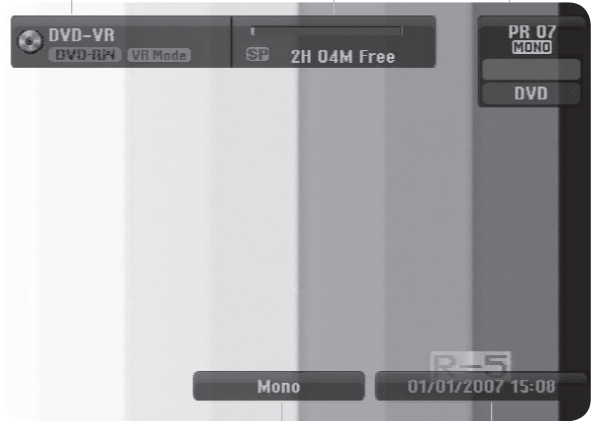 DVD-VR
DVD-RW VR Mode
SP 2H 04M Free
PR 07
MONO
DVD
R-5
Mono
01/01/2007 15:08